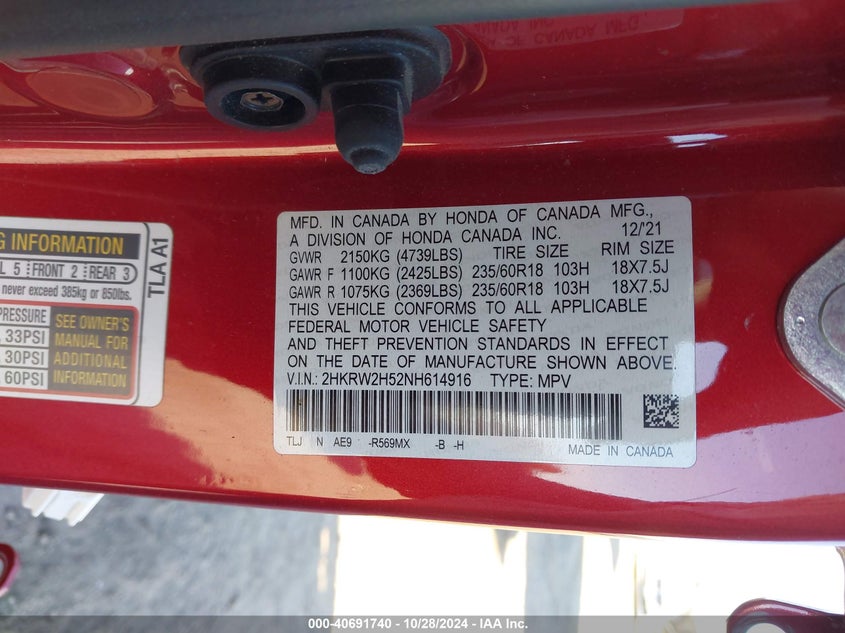 MFD. IN CANADA BY HONDA OF CANADA MFG.,
A DIVISION OF HONDA CANADA INC. 12/21
GVWR 2150KG (4739LBS) TIRE SIZE RIM SIZE
GAWR F 1100KG (2425LBS) 235/60R18 103H 18X7.5J
GAWR R 1075KG (2369LBS) 235/60R18 103H 18X7.5J
THIS VEHICLE CONFORMS TO ALL APPLICABLE
FEDERAL MOTOR VEHICLE SAFETY
AND THEFT PREVENTION STANDARDS IN EFFECT
ON THE DATE OF MANUFACTURE SHOWN ABOVE.
V.I.N.: 2HKRW2H52NH614916 TYPE: MPV
TLJ N AE9 -R569MX -B -H MADE IN CANADA
INFORMATION
5 FRONT 2 REAR 3
never exceed 385kg or 850lbs.
PRESSURE
33PSI
30PSI
60PSI
SEE OWNER'S
MANUAL FOR
ADDITIONAL
INFORMATION
TLA A1
000-40691740 - 10/28/2024 - IAA Inc.